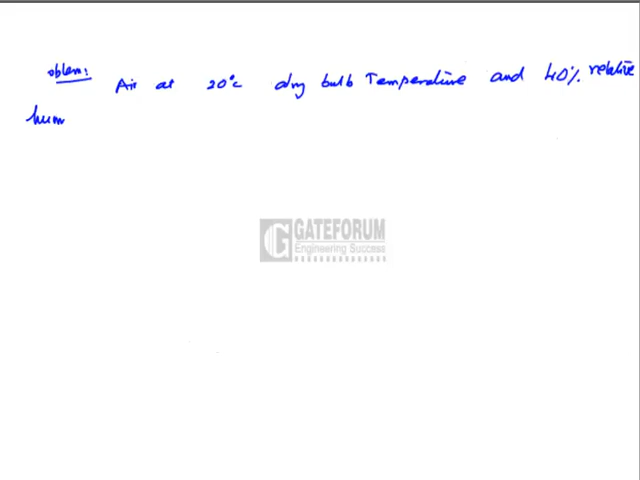 oblem: Air at 20°c dry bulb Temperature and 40% relative
hum
GATEFORUM
Engineering Success